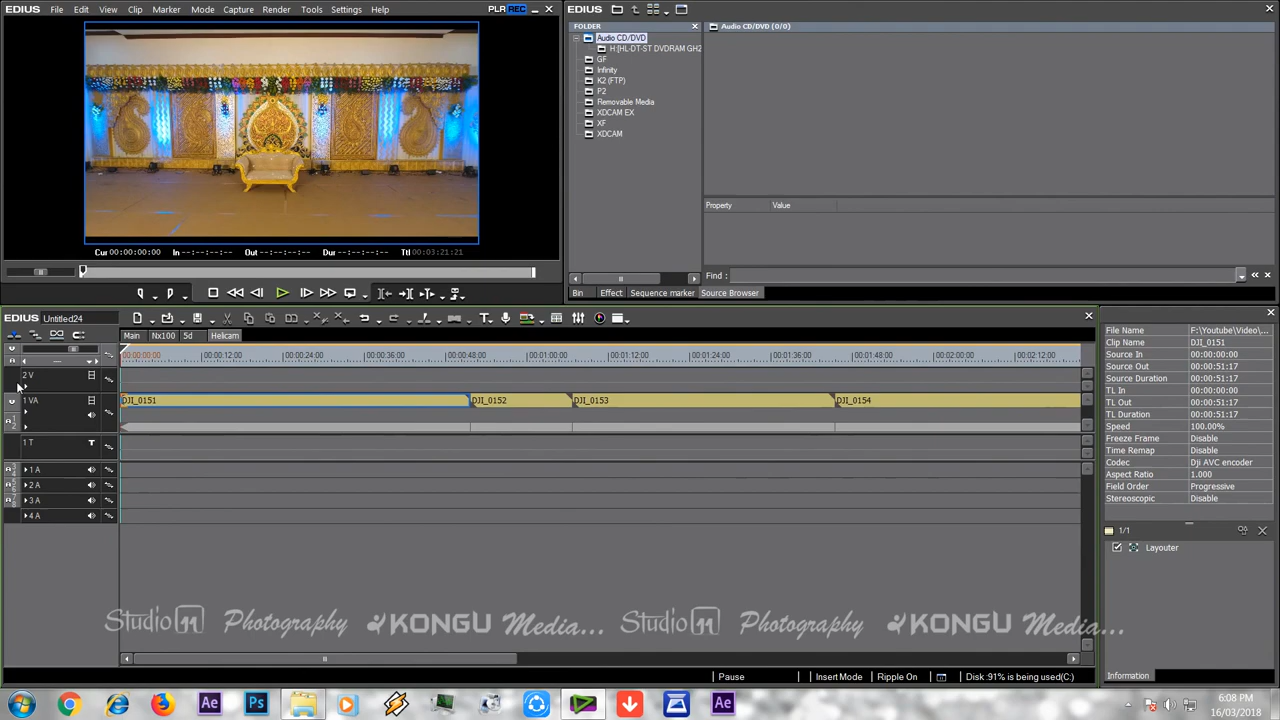 EDIUS File Edit View Clip Marker Mode Capture Render Tools Settings Help PLR REC
Cur 00:00:00:00 In --:--:--:-- Out --:--:--:-- Dur --:--:--:-- Ttl 00:03:21:21
EDIUS
FOLDER
Audio CD/DVD
H:[HL-DT-ST DVDRAM GH2
GF
Infinity
K2 (FTP)
P2
Removable Media
XDCAM EX
XF
XDCAM
Audio CD/DVD (0/0)
Property Value
Find :
Bin Effect Sequence marker Source Browser
EDIUS Untitled24
Main Nx100 5d Helicam
00:00:00:00 00:00:12:00 00:00:24:00 00:00:36:00 00:00:48:00 00:01:00:00 00:01:12:00 00:01:24:00 00:01:36:00 00:01:48:00 00:02:00:00 00:02:12:00
2 V
1 VA DJI_0151 DJI_0152 DJI_0153 DJI_0154
1 T T
1 A
2 A
3 A
4 A
File Name F:\Youtube\Video\...
Clip Name DJI_0151
Source In 00:00:00:00
Source Out 00:00:51:17
Source Duration 00:00:51:17
TL In 00:00:00:00
TL Out 00:00:51:17
TL Duration 00:00:51:17
Speed 100.00%
Freeze Frame Disable
Time Remap Disable
Codec Dji AVC encoder
Aspect Ratio 1.000
Field Order Progressive
Stereoscopic Disable
1/1
Layouter
Information
Studio 11 Photography KONGU Media... Studio 11 Photography KONGU Media...
Pause Insert Mode Ripple On Disk :91% is being used(C:)
Ae Ps Ae
6:08 PM
16/03/2018